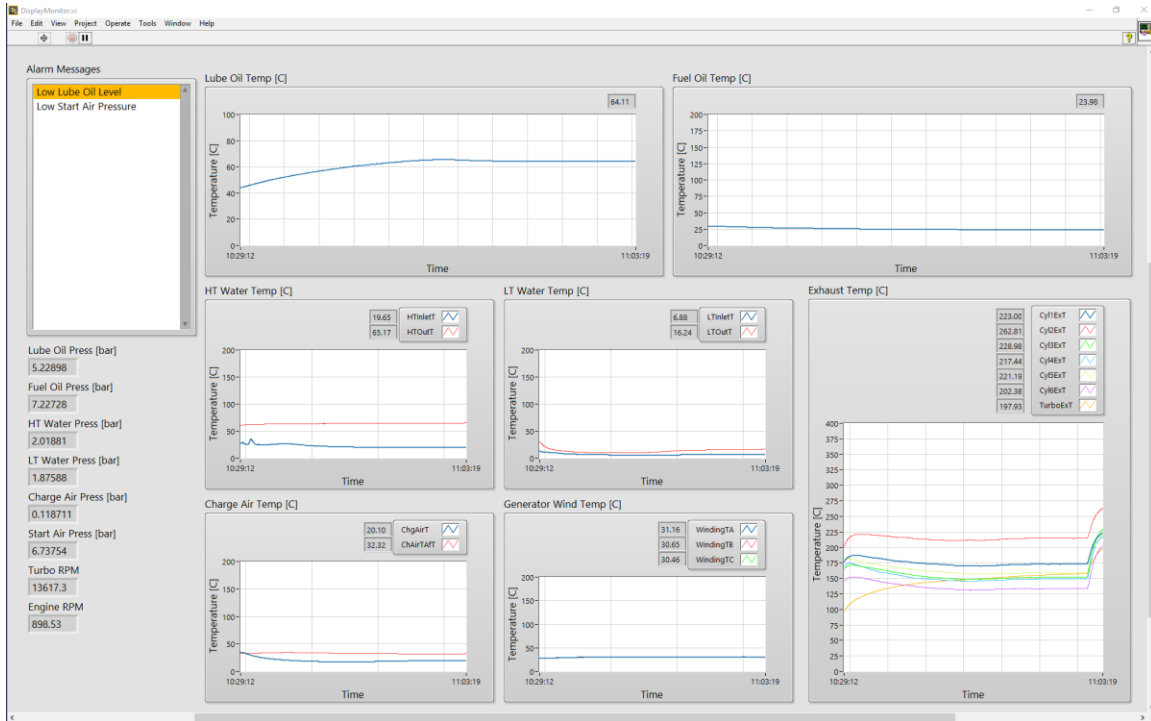 DisplayMonitor.vi
File Edit View Project Operate Tools Window Help
?
Alarm Messages
Low Lube Oil Level
Low Start Air Pressure
Lube Oil Press [bar]
5.22898
Fuel Oil Press [bar]
7.22728
HT Water Press [bar]
2.01881
LT Water Press [bar]
1.87588
Charge Air Press [bar]
0.118711
Start Air Press [bar]
6.73754
Turbo RPM
13617.3
Engine RPM
898.53
Lube Oil Temp [C]
64.11
Temperature [C]
100
80
60
40
20
0
10:29:12 11:03:19
Time
Fuel Oil Temp [C]
23.98
Temperature [C]
200
175
150
125
100
75
50
25
0
10:29:12 11:03:19
Time
HT Water Temp [C]
19.65 HTInletT
65.17 HTOutT
Temperature [C]
200
150
100
50
0
10:29:12 11:03:19
Time
LT Water Temp [C]
6.88 LTInletT
16.24 LTOutT
Temperature [C]
200
150
100
50
0
10:29:12 11:03:19
Time
Exhaust Temp [C]
223.00 Cyl1ExT
262.81 Cyl2ExT
228.98 Cyl3ExT
217.44 Cyl4ExT
221.19 Cyl5ExT
202.38 Cyl6ExT
197.93 TurboExT
Temperature [C]
400
375
350
325
300
275
250
225
200
175
150
125
100
75
50
25
0
10:29:12 11:03:19
Time
Charge Air Temp [C]
20.10 ChgAirT
32.32 ChAirTAfT
Temperature [C]
200
150
100
50
0
10:29:12 11:03:19
Time
Generator Wind Temp [C]
31.16 WindingTA
30.65 WindingTB
30.46 WindingTC
Temperature [C]
200
150
100
50
0
10:29:12 11:03:19
Time